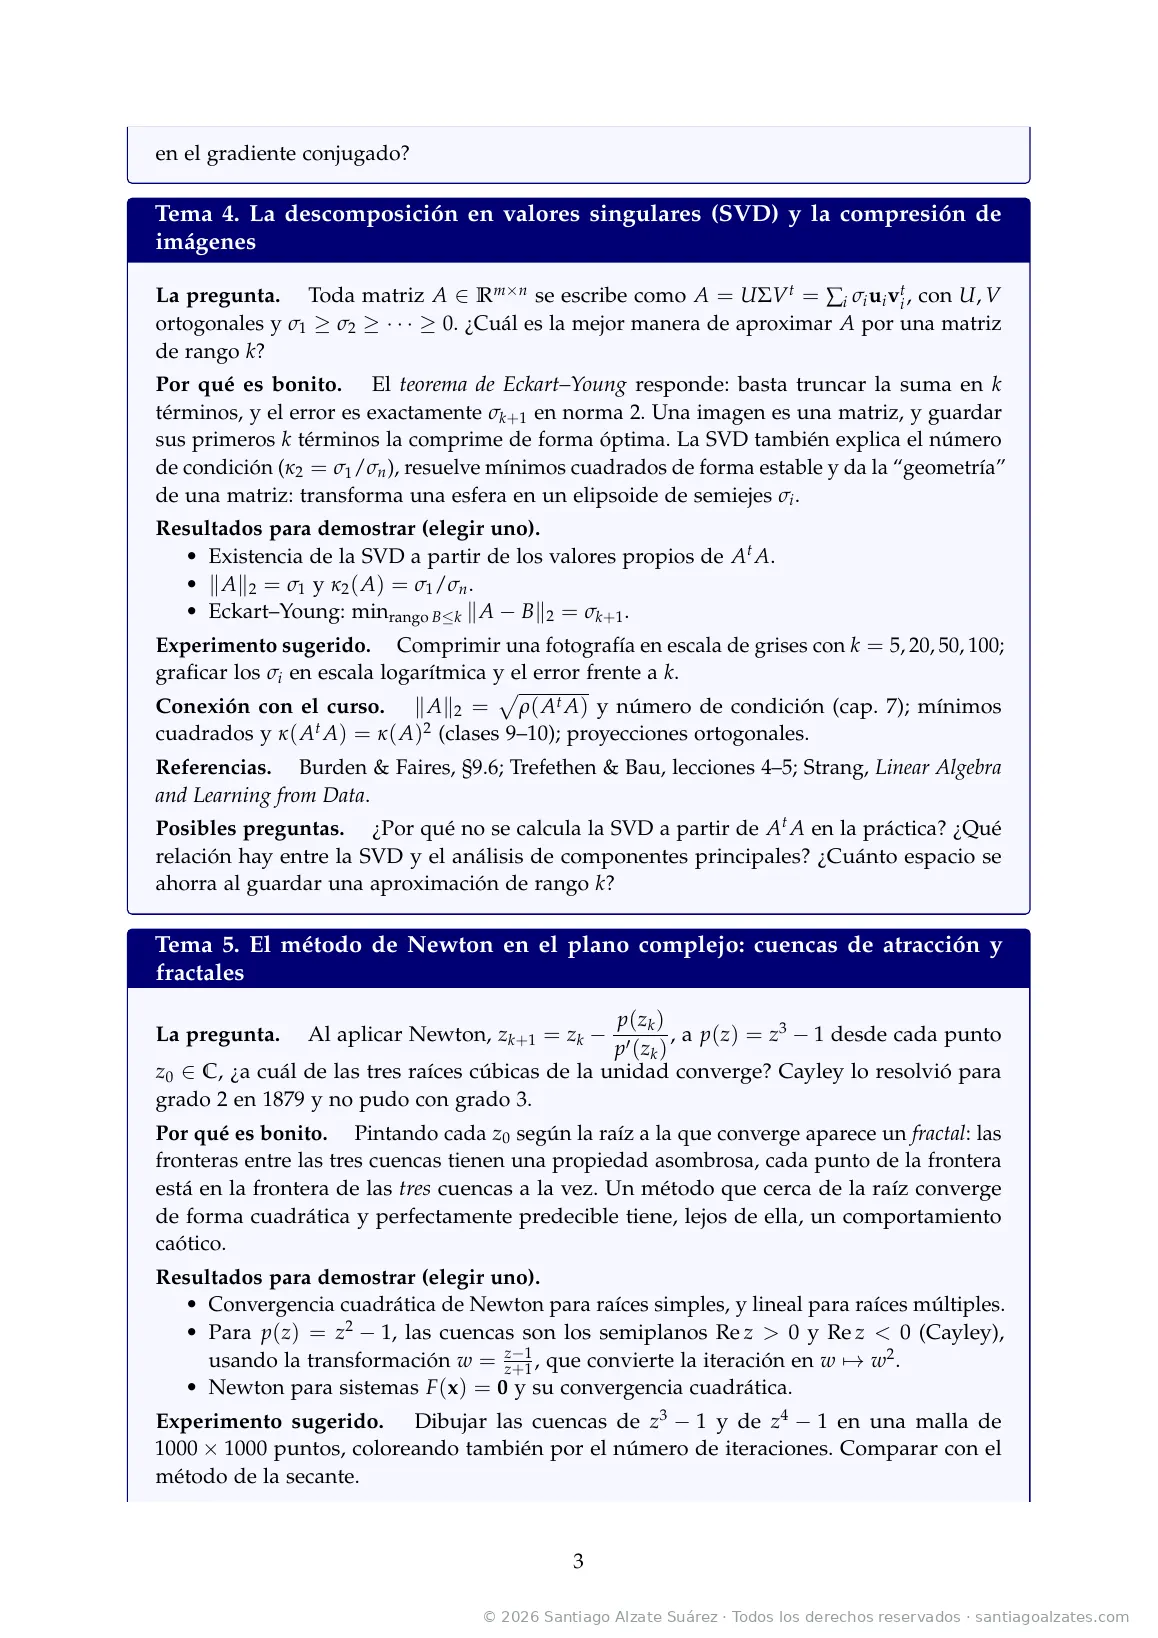 en el gradiente conjugado?
Tema 4. La descomposición en valores singulares (SVD) y la compresión de
imágenes
La pregunta. Toda matriz A ∈ ℝ^{m×n} se escribe como A = UΣV^t = ∑_i σ_i u_i v_i^t, con U, V
ortogonales y σ_1 ≥ σ_2 ≥ ··· ≥ 0. ¿Cuál es la mejor manera de aproximar A por una matriz
de rango k?
Por qué es bonito. El teorema de Eckart–Young responde: basta truncar la suma en k
términos, y el error es exactamente σ_{k+1} en norma 2. Una imagen es una matriz, y guardar
sus primeros k términos la comprime de forma óptima. La SVD también explica el número
de condición (κ_2 = σ_1/σ_n), resuelve mínimos cuadrados de forma estable y da la “geometría”
de una matriz: transforma una esfera en un elipsoide de semiejes σ_i.
Resultados para demostrar (elegir uno).
• Existencia de la SVD a partir de los valores propios de A^t A.
• ‖A‖_2 = σ_1 y κ_2(A) = σ_1/σ_n.
• Eckart–Young: min_{rango B≤k} ‖A − B‖_2 = σ_{k+1}.
Experimento sugerido. Comprimir una fotografía en escala de grises con k = 5, 20, 50, 100;
graficar los σ_i en escala logarítmica y el error frente a k.
Conexión con el curso. ‖A‖_2 = √ρ(A^t A) y número de condición (cap. 7); mínimos
cuadrados y κ(A^t A) = κ(A)^2 (clases 9–10); proyecciones ortogonales.
Referencias. Burden & Faires, §9.6; Trefethen & Bau, lecciones 4–5; Strang, Linear Algebra
and Learning from Data.
Posibles preguntas. ¿Por qué no se calcula la SVD a partir de A^t A en la práctica? ¿Qué
relación hay entre la SVD y el análisis de componentes principales? ¿Cuánto espacio se
ahorra al guardar una aproximación de rango k?
Tema 5. El método de Newton en el plano complejo: cuencas de atracción y
fractales
La pregunta. Al aplicar Newton, z_{k+1} = z_k − p(z_k)/p′(z_k), a p(z) = z^3 − 1 desde cada punto
z_0 ∈ ℂ, ¿a cuál de las tres raíces cúbicas de la unidad converge? Cayley lo resolvió para
grado 2 en 1879 y no pudo con grado 3.
Por qué es bonito. Pintando cada z_0 según la raíz a la que converge aparece un fractal: las
fronteras entre las tres cuencas tienen una propiedad asombrosa, cada punto de la frontera
está en la frontera de las tres cuencas a la vez. Un método que cerca de la raíz converge
de forma cuadrática y perfectamente predecible tiene, lejos de ella, un comportamiento
caótico.
Resultados para demostrar (elegir uno).
• Convergencia cuadrática de Newton para raíces simples, y lineal para raíces múltiples.
• Para p(z) = z^2 − 1, las cuencas son los semiplanos Re z > 0 y Re z < 0 (Cayley),
usando la transformación w = (z−1)/(z+1), que convierte la iteración en w ↦ w^2.
• Newton para sistemas F(x) = 0 y su convergencia cuadrática.
Experimento sugerido. Dibujar las cuencas de z^3 − 1 y de z^4 − 1 en una malla de
1000 × 1000 puntos, coloreando también por el número de iteraciones. Comparar con el
método de la secante.
3
© 2026 Santiago Alzate Suárez · Todos los derechos reservados · santiagoalzates.com